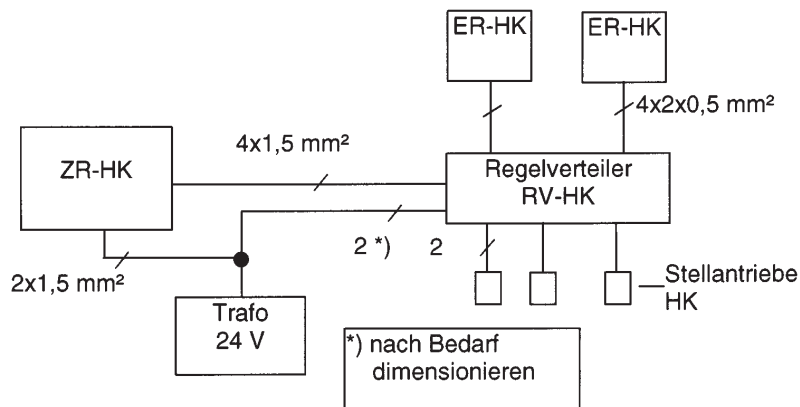 ER-HK
ER-HK
4x2x0,5 mm²
4x1,5 mm²
ZR-HK
Regelverteiler
RV-HK
2 *)
2
2x1,5 mm²
Stellantriebe
HK
Trafo
24 V
*) nach Bedarf
dimensionieren